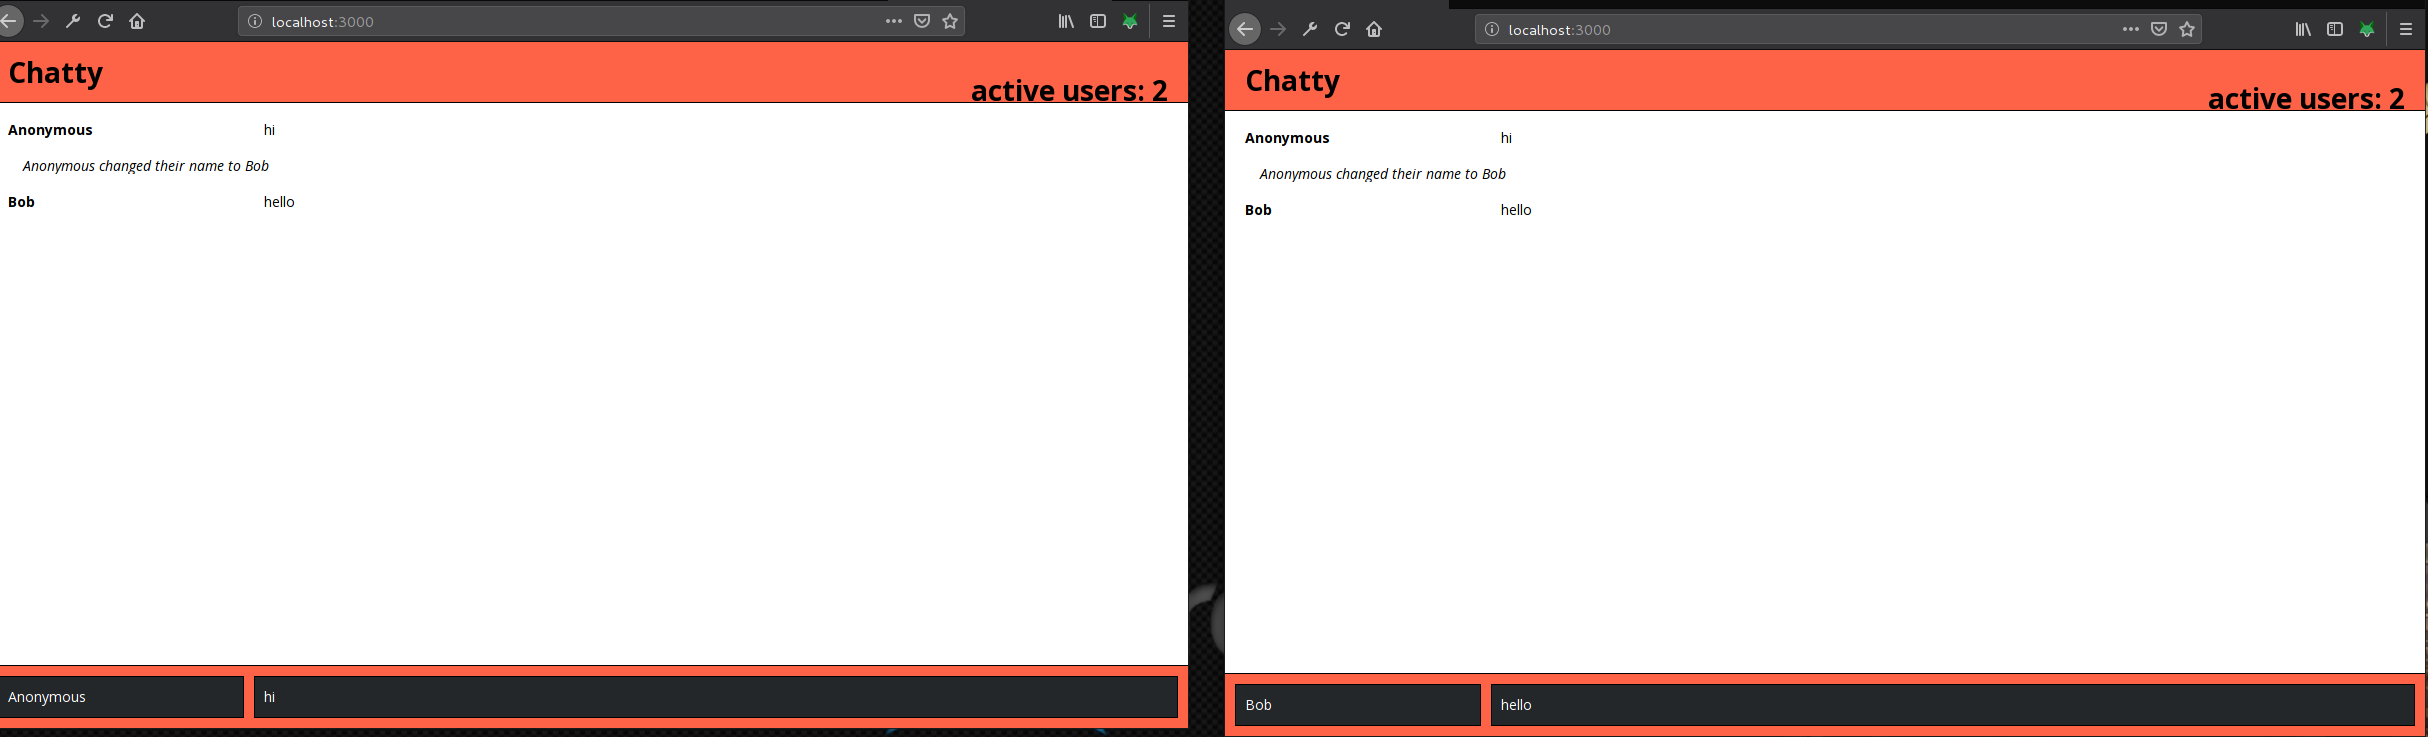 localhost:3000
Chatty
active users: 2
Anonymous hi
Anonymous changed their name to Bob
Bob hello
Anonymous hi
localhost:3000
Chatty
active users: 2
Anonymous hi
Anonymous changed their name to Bob
Bob hello
Bob hello